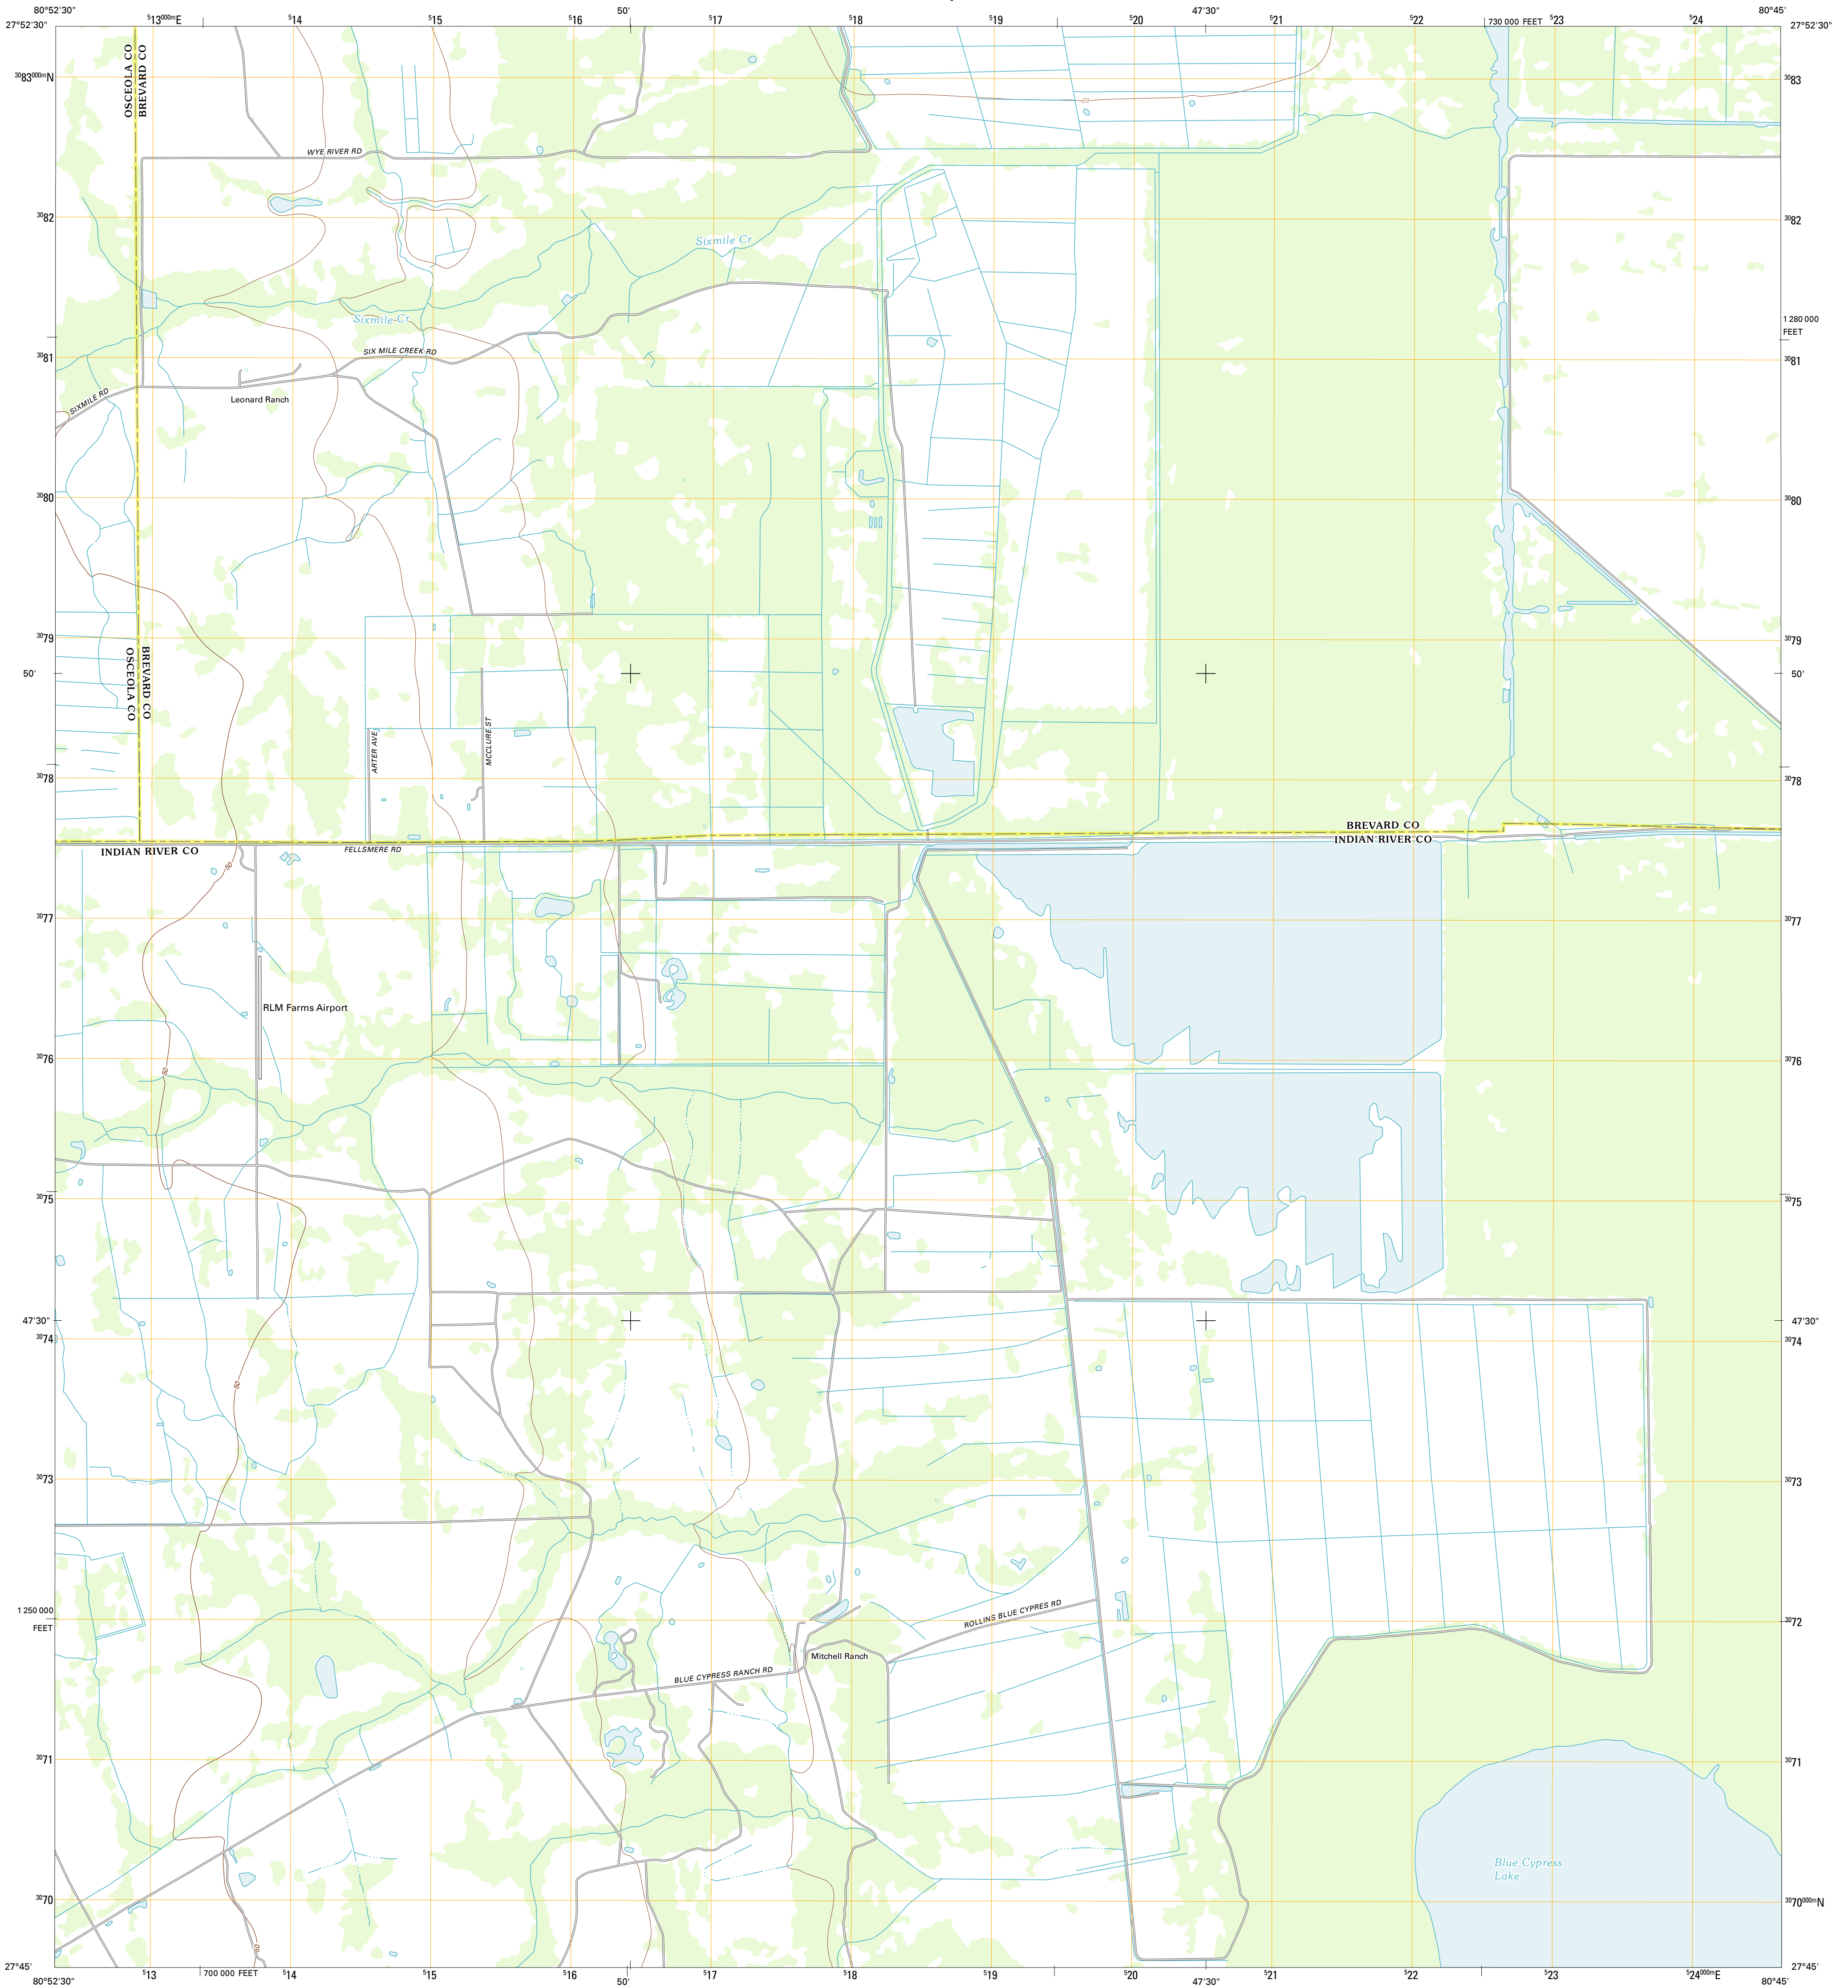 80°52'30"
⁵13⁰⁰⁰ᵐE
⁵14
⁵15
⁵16
50'
⁵17
⁵18
⁵19
⁵20
47'30"
⁵21
⁵22
730 000 FEET
⁵23
⁵24
80°45'
27°52'30"
27°52'30"
OSCEOLA CO
BREVARD CO
³⁰83⁰⁰⁰ᵐN
³⁰83
20
WYE RIVER RD
³⁰82
³⁰82
Sixmile Cr
Sixmile Cr
1 280 000
FEET
SIX MILE CREEK RD
³⁰81
³⁰81
SIXMILE RD
Leonard Ranch
³⁰80
³⁰80
³⁰79
³⁰79
OSCEOLA CO
BREVARD CO
50'
50'
ARTER AVE
MCCLURE ST
³⁰78
³⁰78
BREVARD CO
INDIAN RIVER CO
INDIAN RIVER CO
FELLSMERE RD
50
³⁰77
³⁰77
RLM Farms Airport
³⁰76
³⁰76
50
³⁰75
³⁰75
47'30"
47'30"
³⁰74
³⁰74
50
³⁰73
³⁰73
1 250 000
FEET
³⁰72
ROLLINS BLUE CYPRES RD
Mitchell Ranch
BLUE CYPRESS RANCH RD
³⁰71
³⁰71
Blue Cypress
Lake
³⁰70
³⁰70⁰⁰⁰ᵐN
50
27°45'
27°45'
80°52'30"
⁵13
700 000 FEET
⁵14
⁵15
⁵16
50'
⁵17
⁵18
⁵19
⁵20
47'30"
⁵21
⁵22
⁵23
⁵24⁰⁰⁰ᵐE
80°45'